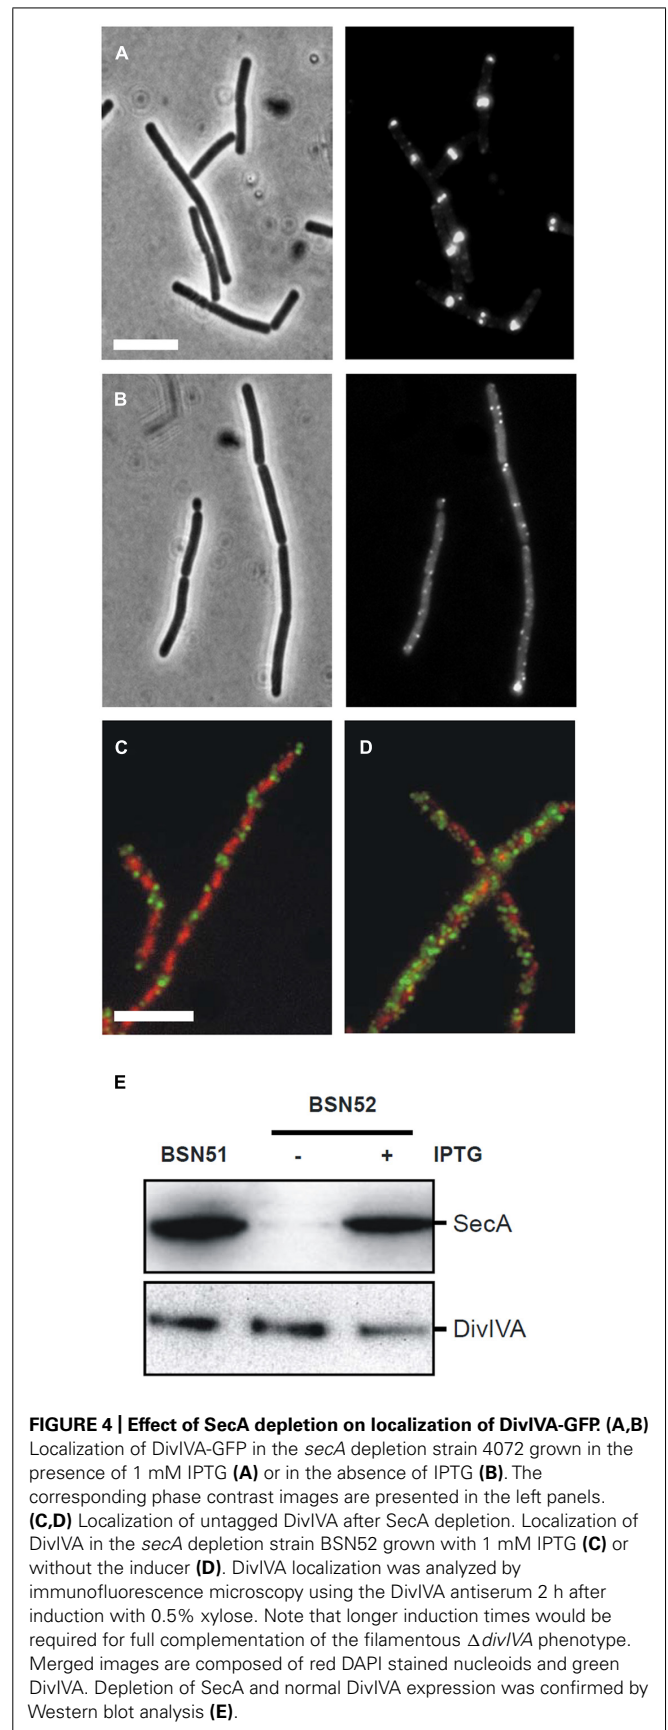 A
B
C
D
E
BSN52
BSN51 - + IPTG
SecA
DivIVA
FIGURE 4 | Effect of SecA depletion on localization of DivIVA-GFP. (A,B)
Localization of DivIVA-GFP in the secA depletion strain 4072 grown in the
presence of 1 mM IPTG (A) or in the absence of IPTG (B). The
corresponding phase contrast images are presented in the left panels.
(C,D) Localization of untagged DivIVA after SecA depletion. Localization of
DivIVA in the secA depletion strain BSN52 grown with 1 mM IPTG (C) or
without the inducer (D). DivIVA localization was analyzed by
immunofluorescence microscopy using the DivIVA antiserum 2 h after
induction with 0.5% xylose. Note that longer induction times would be
required for full complementation of the filamentous ΔdivIVA phenotype.
Merged images are composed of red DAPI stained nucleoids and green
DivIVA. Depletion of SecA and normal DivIVA expression was confirmed by
Western blot analysis (E).